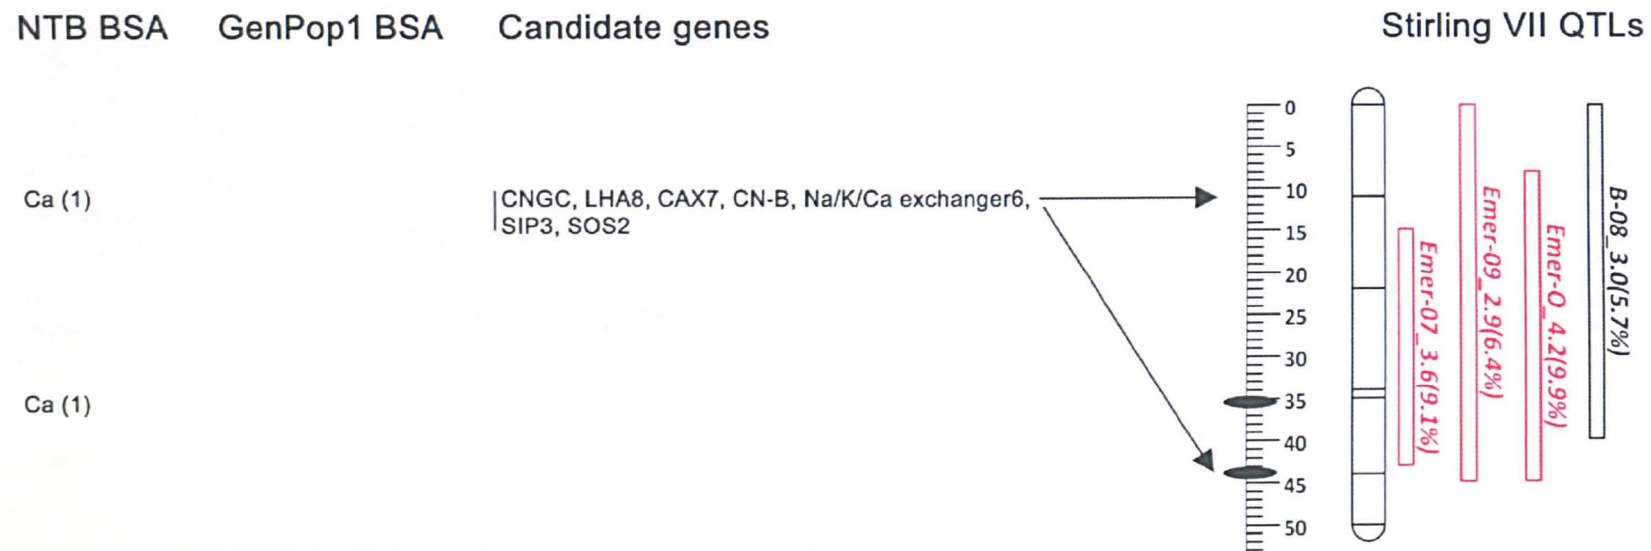 NTB BSA GenPop1 BSA Candidate genes Stirling VII QTLs
Ca (1)
CNGC, LHA8, CAX7, CN-B, Na/K/Ca exchanger6,
SIP3, SOS2
Ca (1)
0
5
10
15
20
25
30
35
40
45
50
Emer-07_3.6(9.1%)
Emer-09_2.9(6.4%)
Emer-O_4.2(9.9%)
B-08_3.0(5.7%)